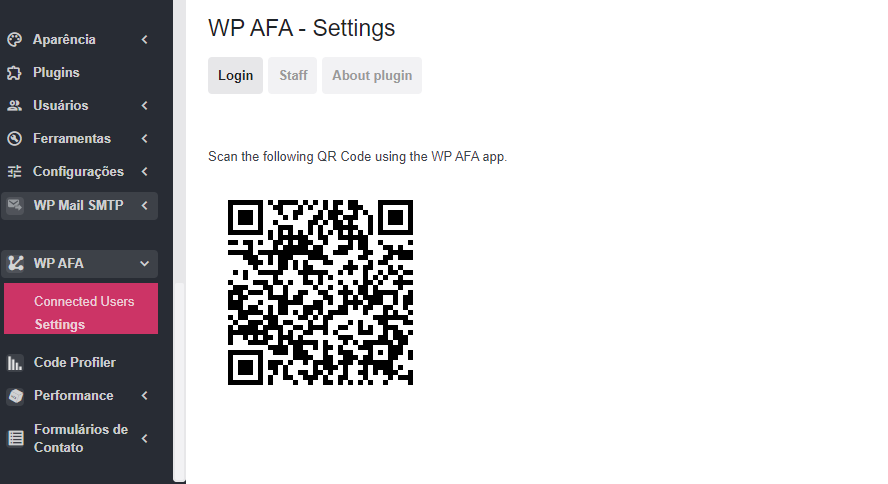 Aparência
Plugins
Usuários
Ferramentas
Configurações
WP Mail SMTP
WP AFA
Connected Users
Settings
Code Profiler
Performance
Formulários de
Contato
WP AFA - Settings
Login Staff About plugin
Scan the following QR Code using the WP AFA app.